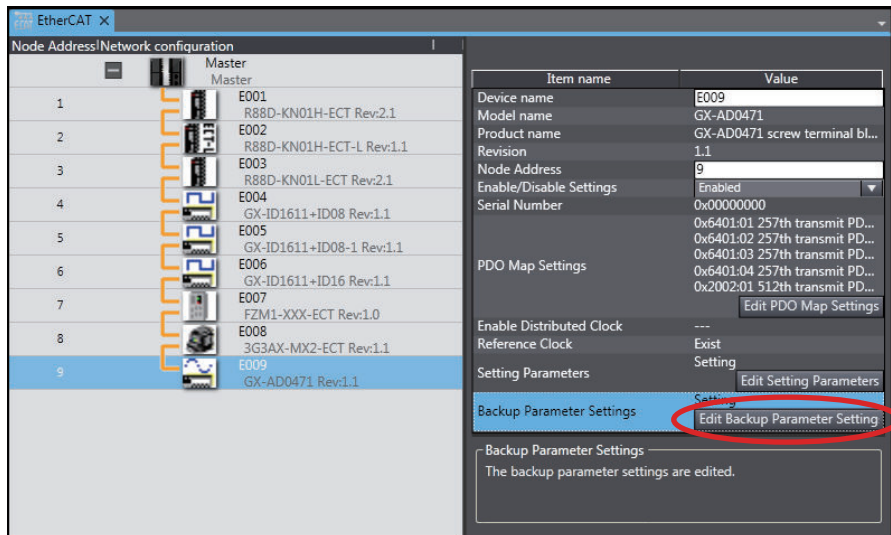 EtherCAT ×
Node Address Network configuration
Master
Master
1
E001
R88D-KN01H-ECT Rev:2.1
2
E002
R88D-KN01H-ECT-L Rev:1.1
3
E003
R88D-KN01L-ECT Rev:2.1
4
E004
GX-ID1611+ID08 Rev:1.1
5
E005
GX-ID1611+ID08-1 Rev:1.1
6
E006
GX-ID1611+ID16 Rev:1.1
7
E007
FZM1-XXX-ECT Rev:1.0
8
E008
3G3AX-MX2-ECT Rev:1.1
9
E009
GX-AD0471 Rev:1.1
ECT-L
Item name Value
Device name E009
Model name GX-AD0471
Product name GX-AD0471 screw terminal bl...
Revision 1.1
Node Address 9
Enable/Disable Settings Enabled
Serial Number 0x00000000
PDO Map Settings
0x6401:01 257th transmit PD...
0x6401:02 257th transmit PD...
0x6401:03 257th transmit PD...
0x6401:04 257th transmit PD...
0x2002:01 512th transmit PD...
Edit PDO Map Settings
Enable Distributed Clock ---
Reference Clock Exist
Setting Parameters Setting
Edit Setting Parameters
Backup Parameter Settings Setting
Edit Backup Parameter Setting
Backup Parameter Settings
The backup parameter settings are edited.